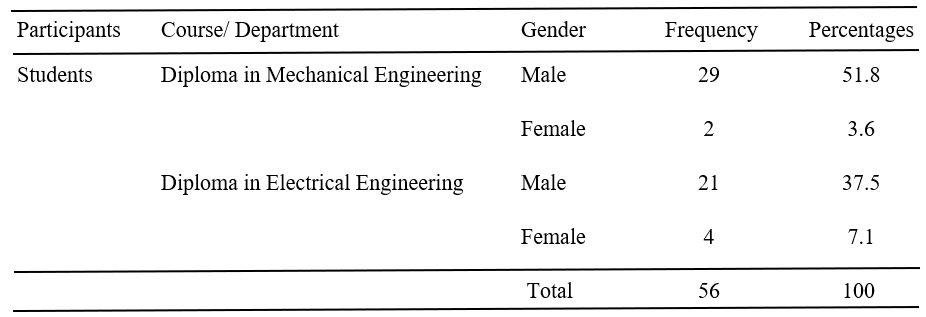 Participants Course/ Department Gender Frequency Percentages
Students Diploma in Mechanical Engineering Male 29 51.8
Female 2 3.6
Diploma in Electrical Engineering Male 21 37.5
Female 4 7.1
Total 56 100